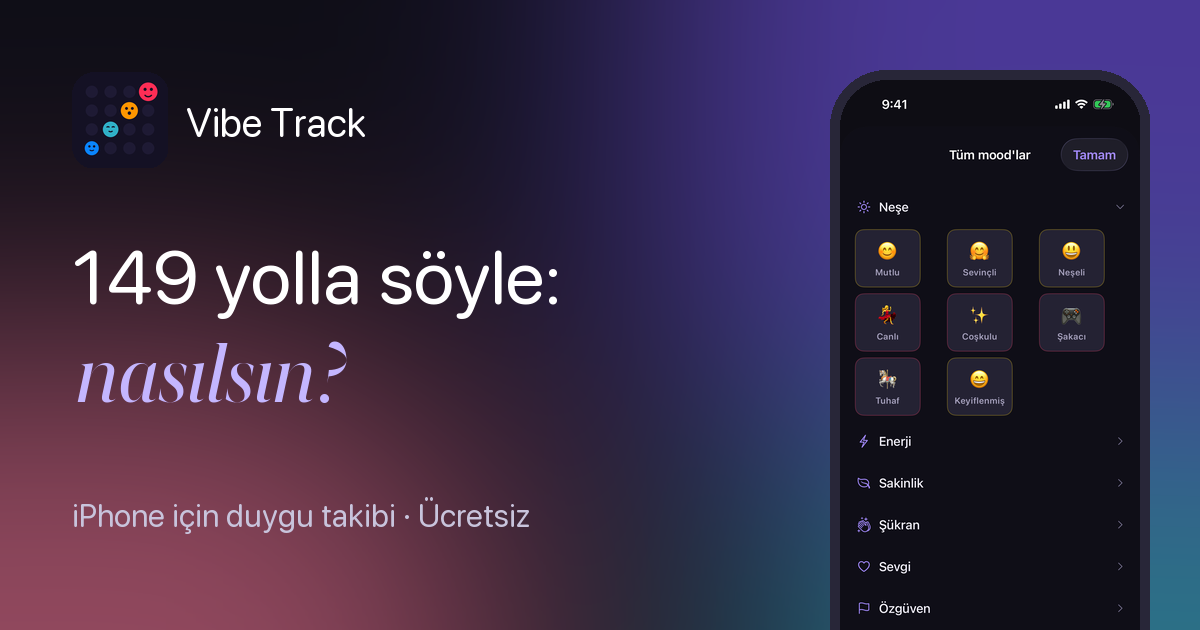 Vibe Track
149 yolla söyle:
nasılsın?
iPhone için duygu takibi · Ücretsiz
9:41
Tüm mood'lar
Tamam
Neşe
Mutlu
Sevinçli
Neşeli
Canlı
Coşkulu
Şakacı
Tuhaf
Keyiflenmiş
Enerji
Sakinlik
Şükran
Sevgi
Özgüven